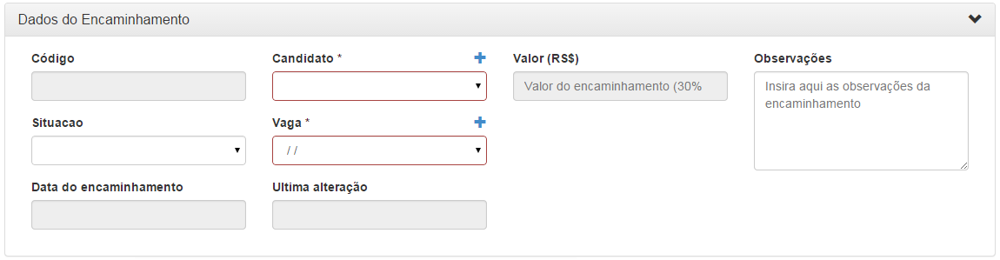 Dados do Encaminhamento
Código
Candidato *
Valor (RS$)
Observações
Valor do encaminhamento (30%
Insira aqui as observações da
encaminhamento
Situacao
Vaga *
/ /
Data do encaminhamento
Ultima alteração